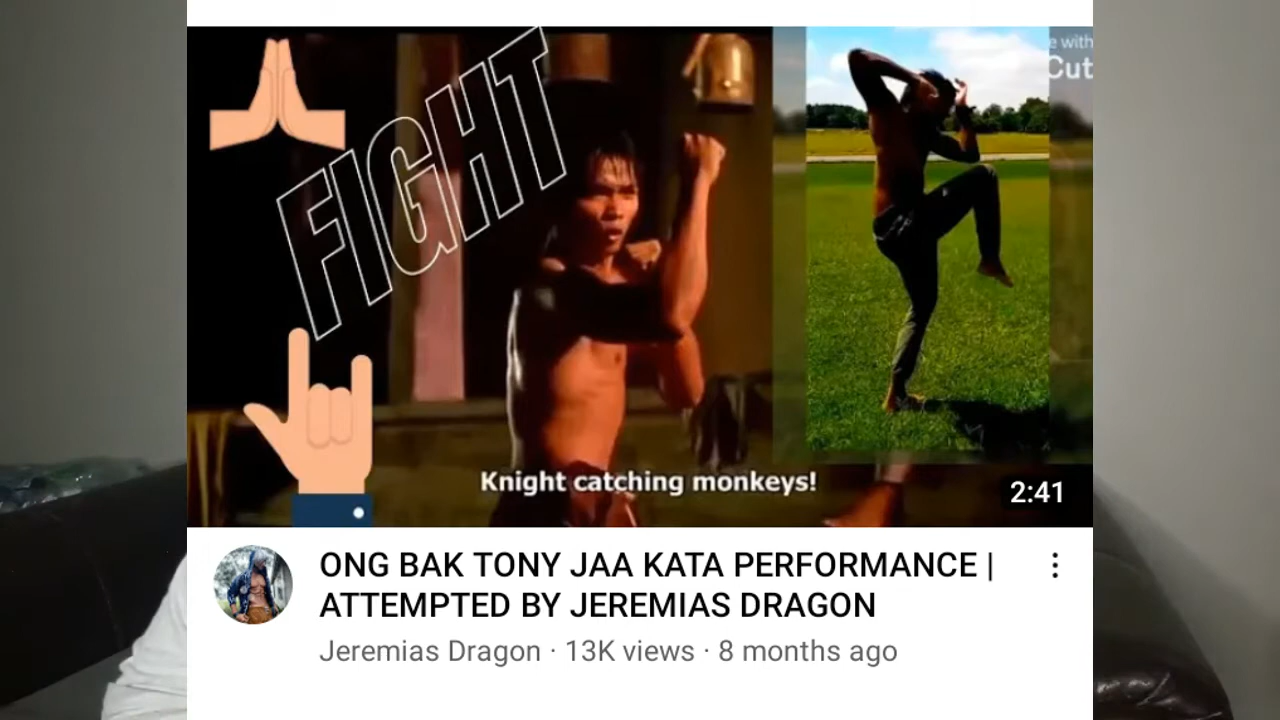 FIGHT
e with
Cut
Knight catching monkeys!
2:41
ONG BAK TONY JAA KATA PERFORMANCE |
ATTEMPTED BY JEREMIAS DRAGON
Jeremias Dragon · 13K views · 8 months ago